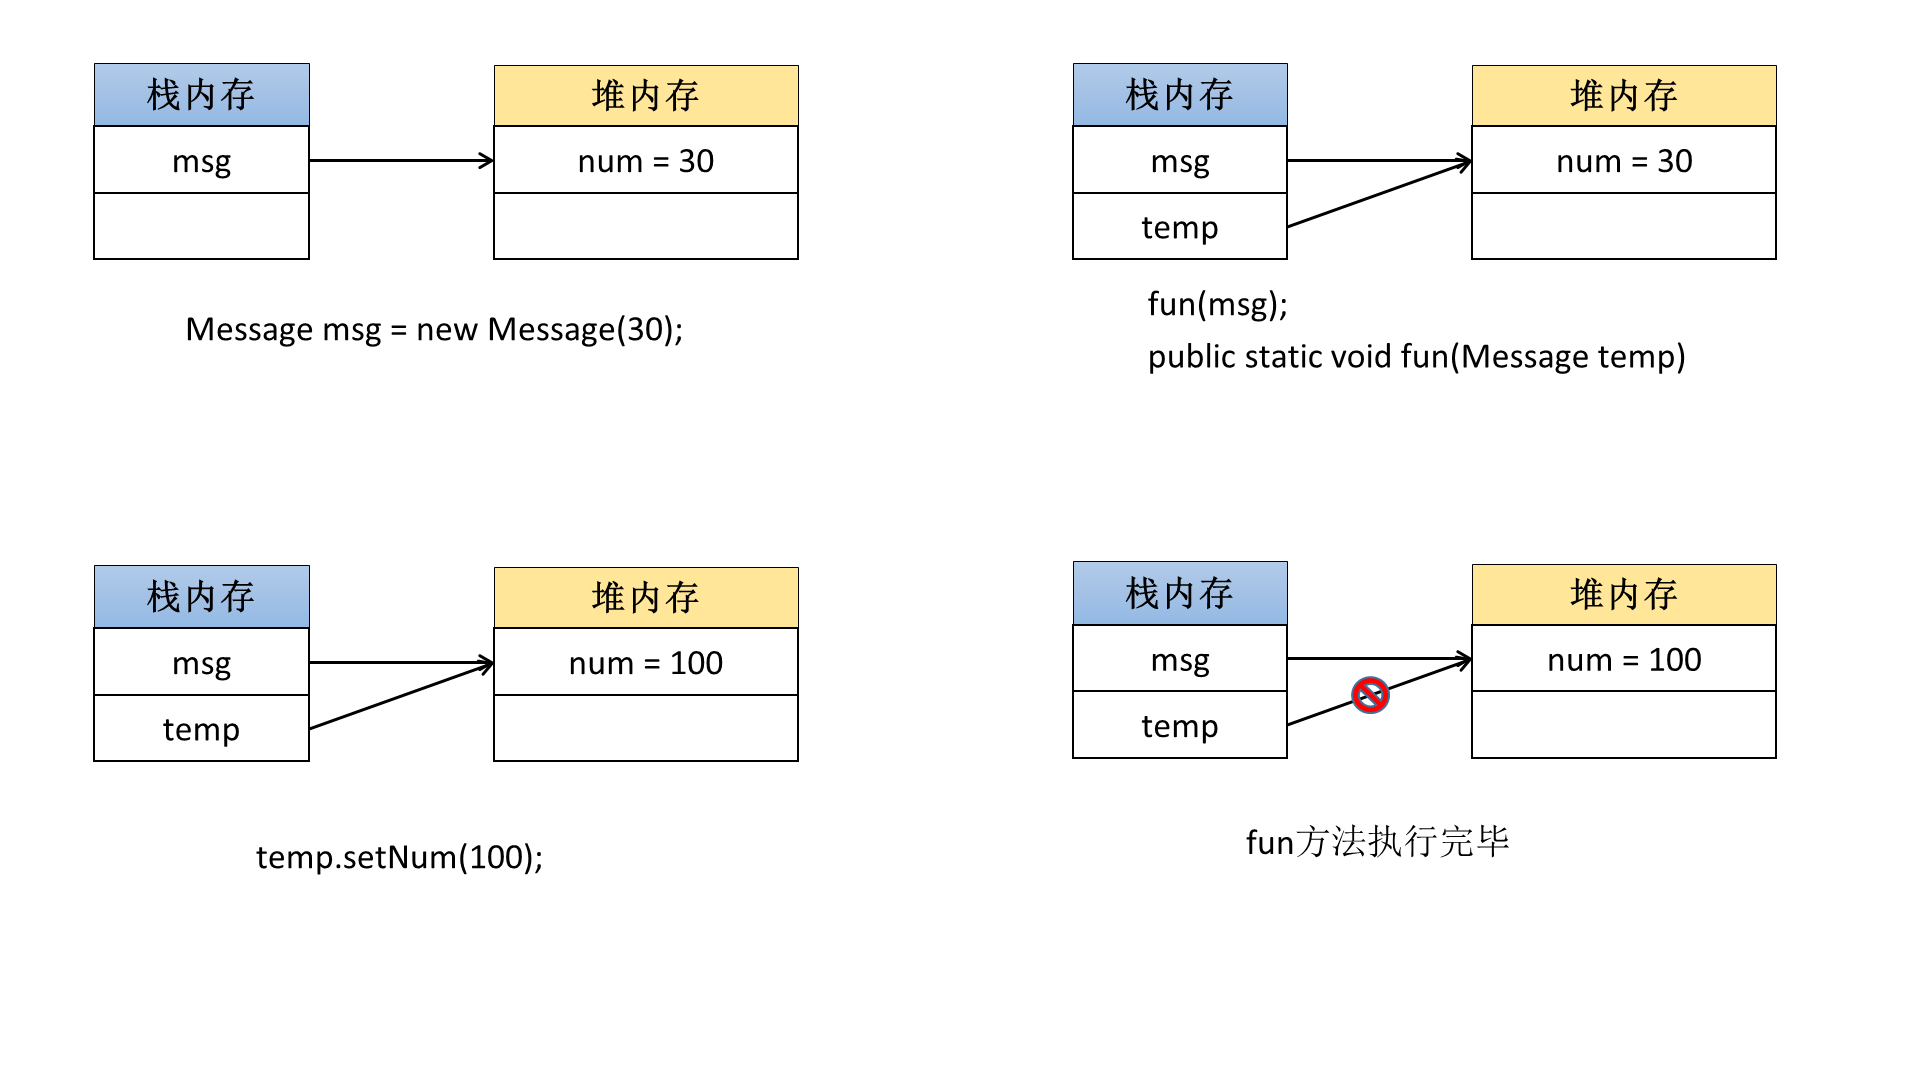 栈内存
堆内存
msg
num = 30
Message msg = new Message(30);
栈内存
堆内存
msg
num = 30
temp
fun(msg);
public static void fun(Message temp)
栈内存
堆内存
msg
num = 100
temp
temp.setNum(100);
栈内存
堆内存
msg
num = 100
temp
fun方法执行完毕